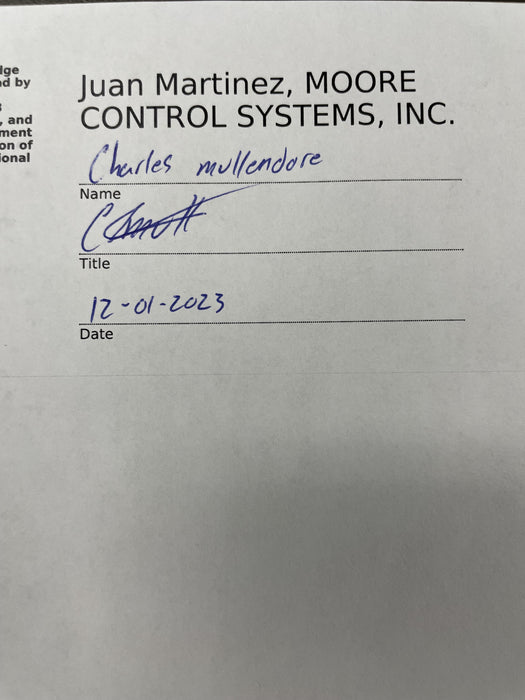 lge
d by
, and
ment
on of
ional
Juan Martinez, MOORE
CONTROL SYSTEMS, INC.
Charles mullendore
Name
Title
12-01-2023
Date